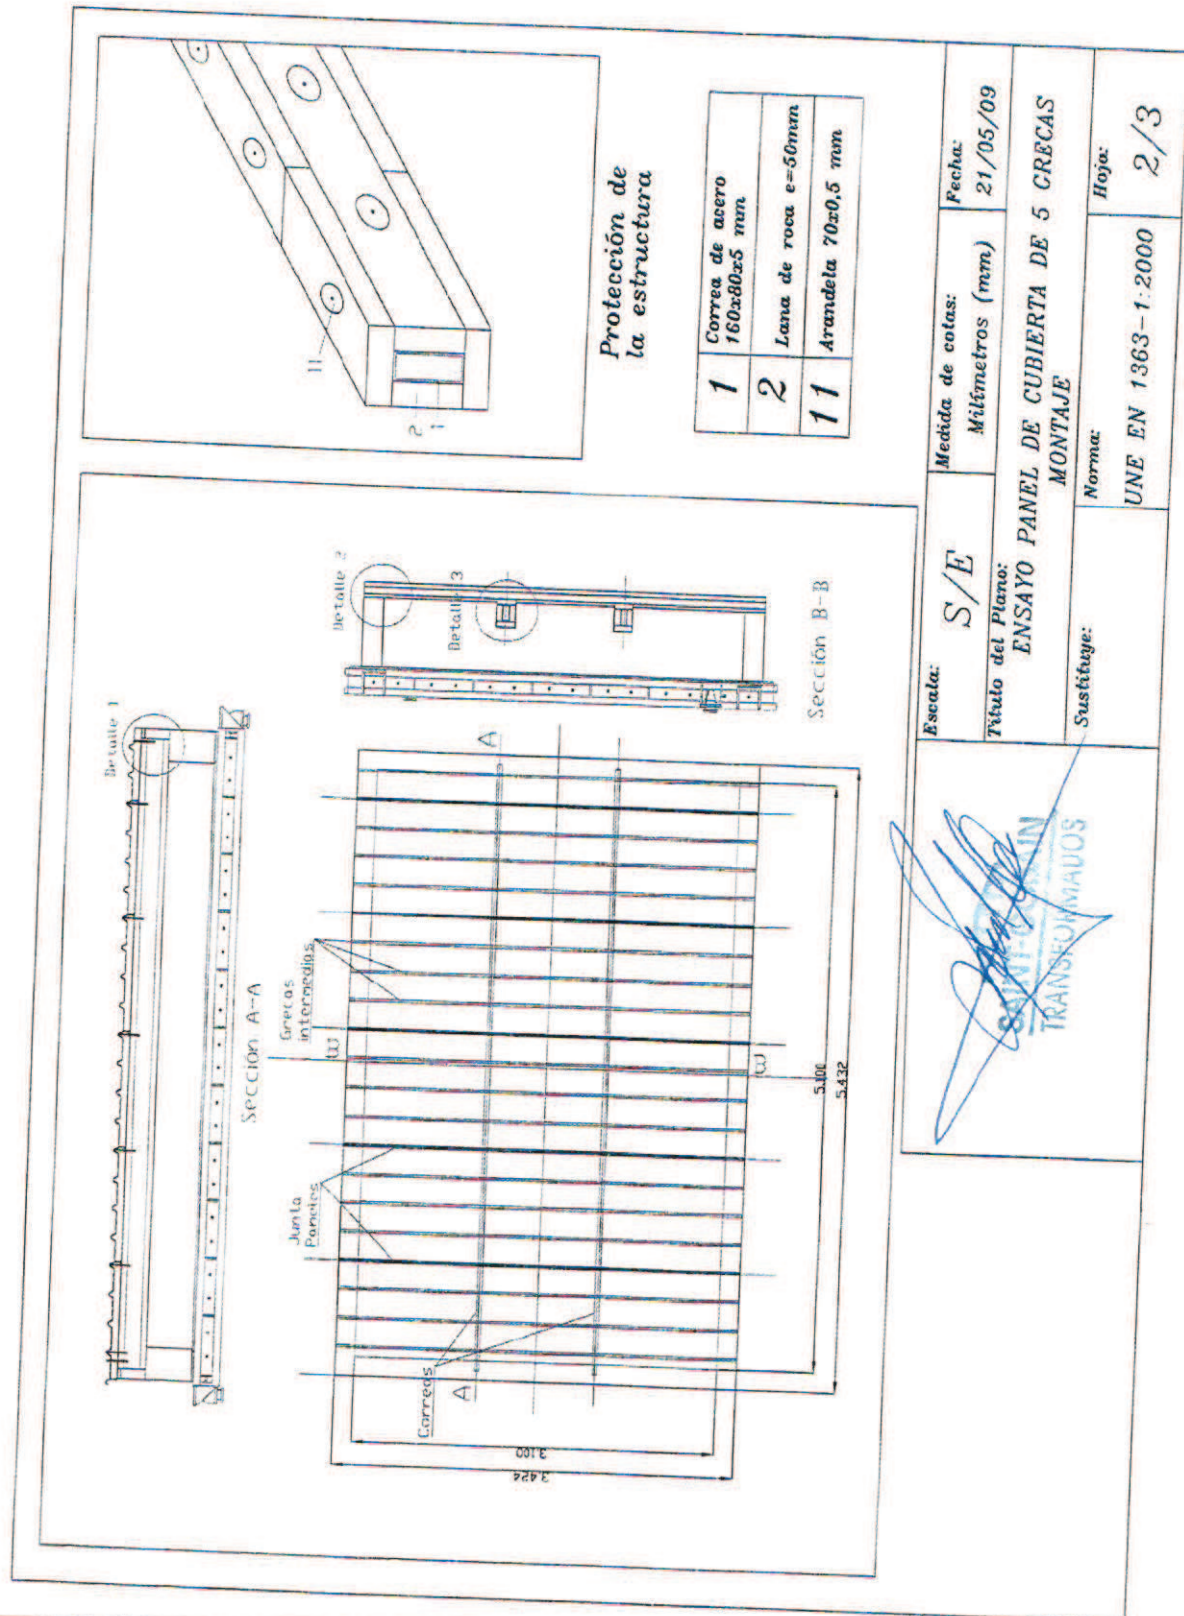 Detalle 1
Sección A-A
Detalle 2
Detalle 3
Sección B-B
Grecas
intermedias
Junta
Paneles
Correas
A
A
B
B
5.100
5.432
3.100
3.424
11
2
1
Protección de
la estructura
1 Correa de acero
160x80x5 mm
2 Lana de roca e=50mm
11 Arandela 70x0,5 mm
Escala:
S/E
Medida de cotas:
Milímetros (mm)
Fecha:
21/05/09
Título del Plano:
ENSAYO PANEL DE CUBIERTA DE 5 GRECAS
MONTAJE
Sustituye:
Norma:
UNE EN 1363-1:2000
Hoja:
2/3
TRANSFORMADOS